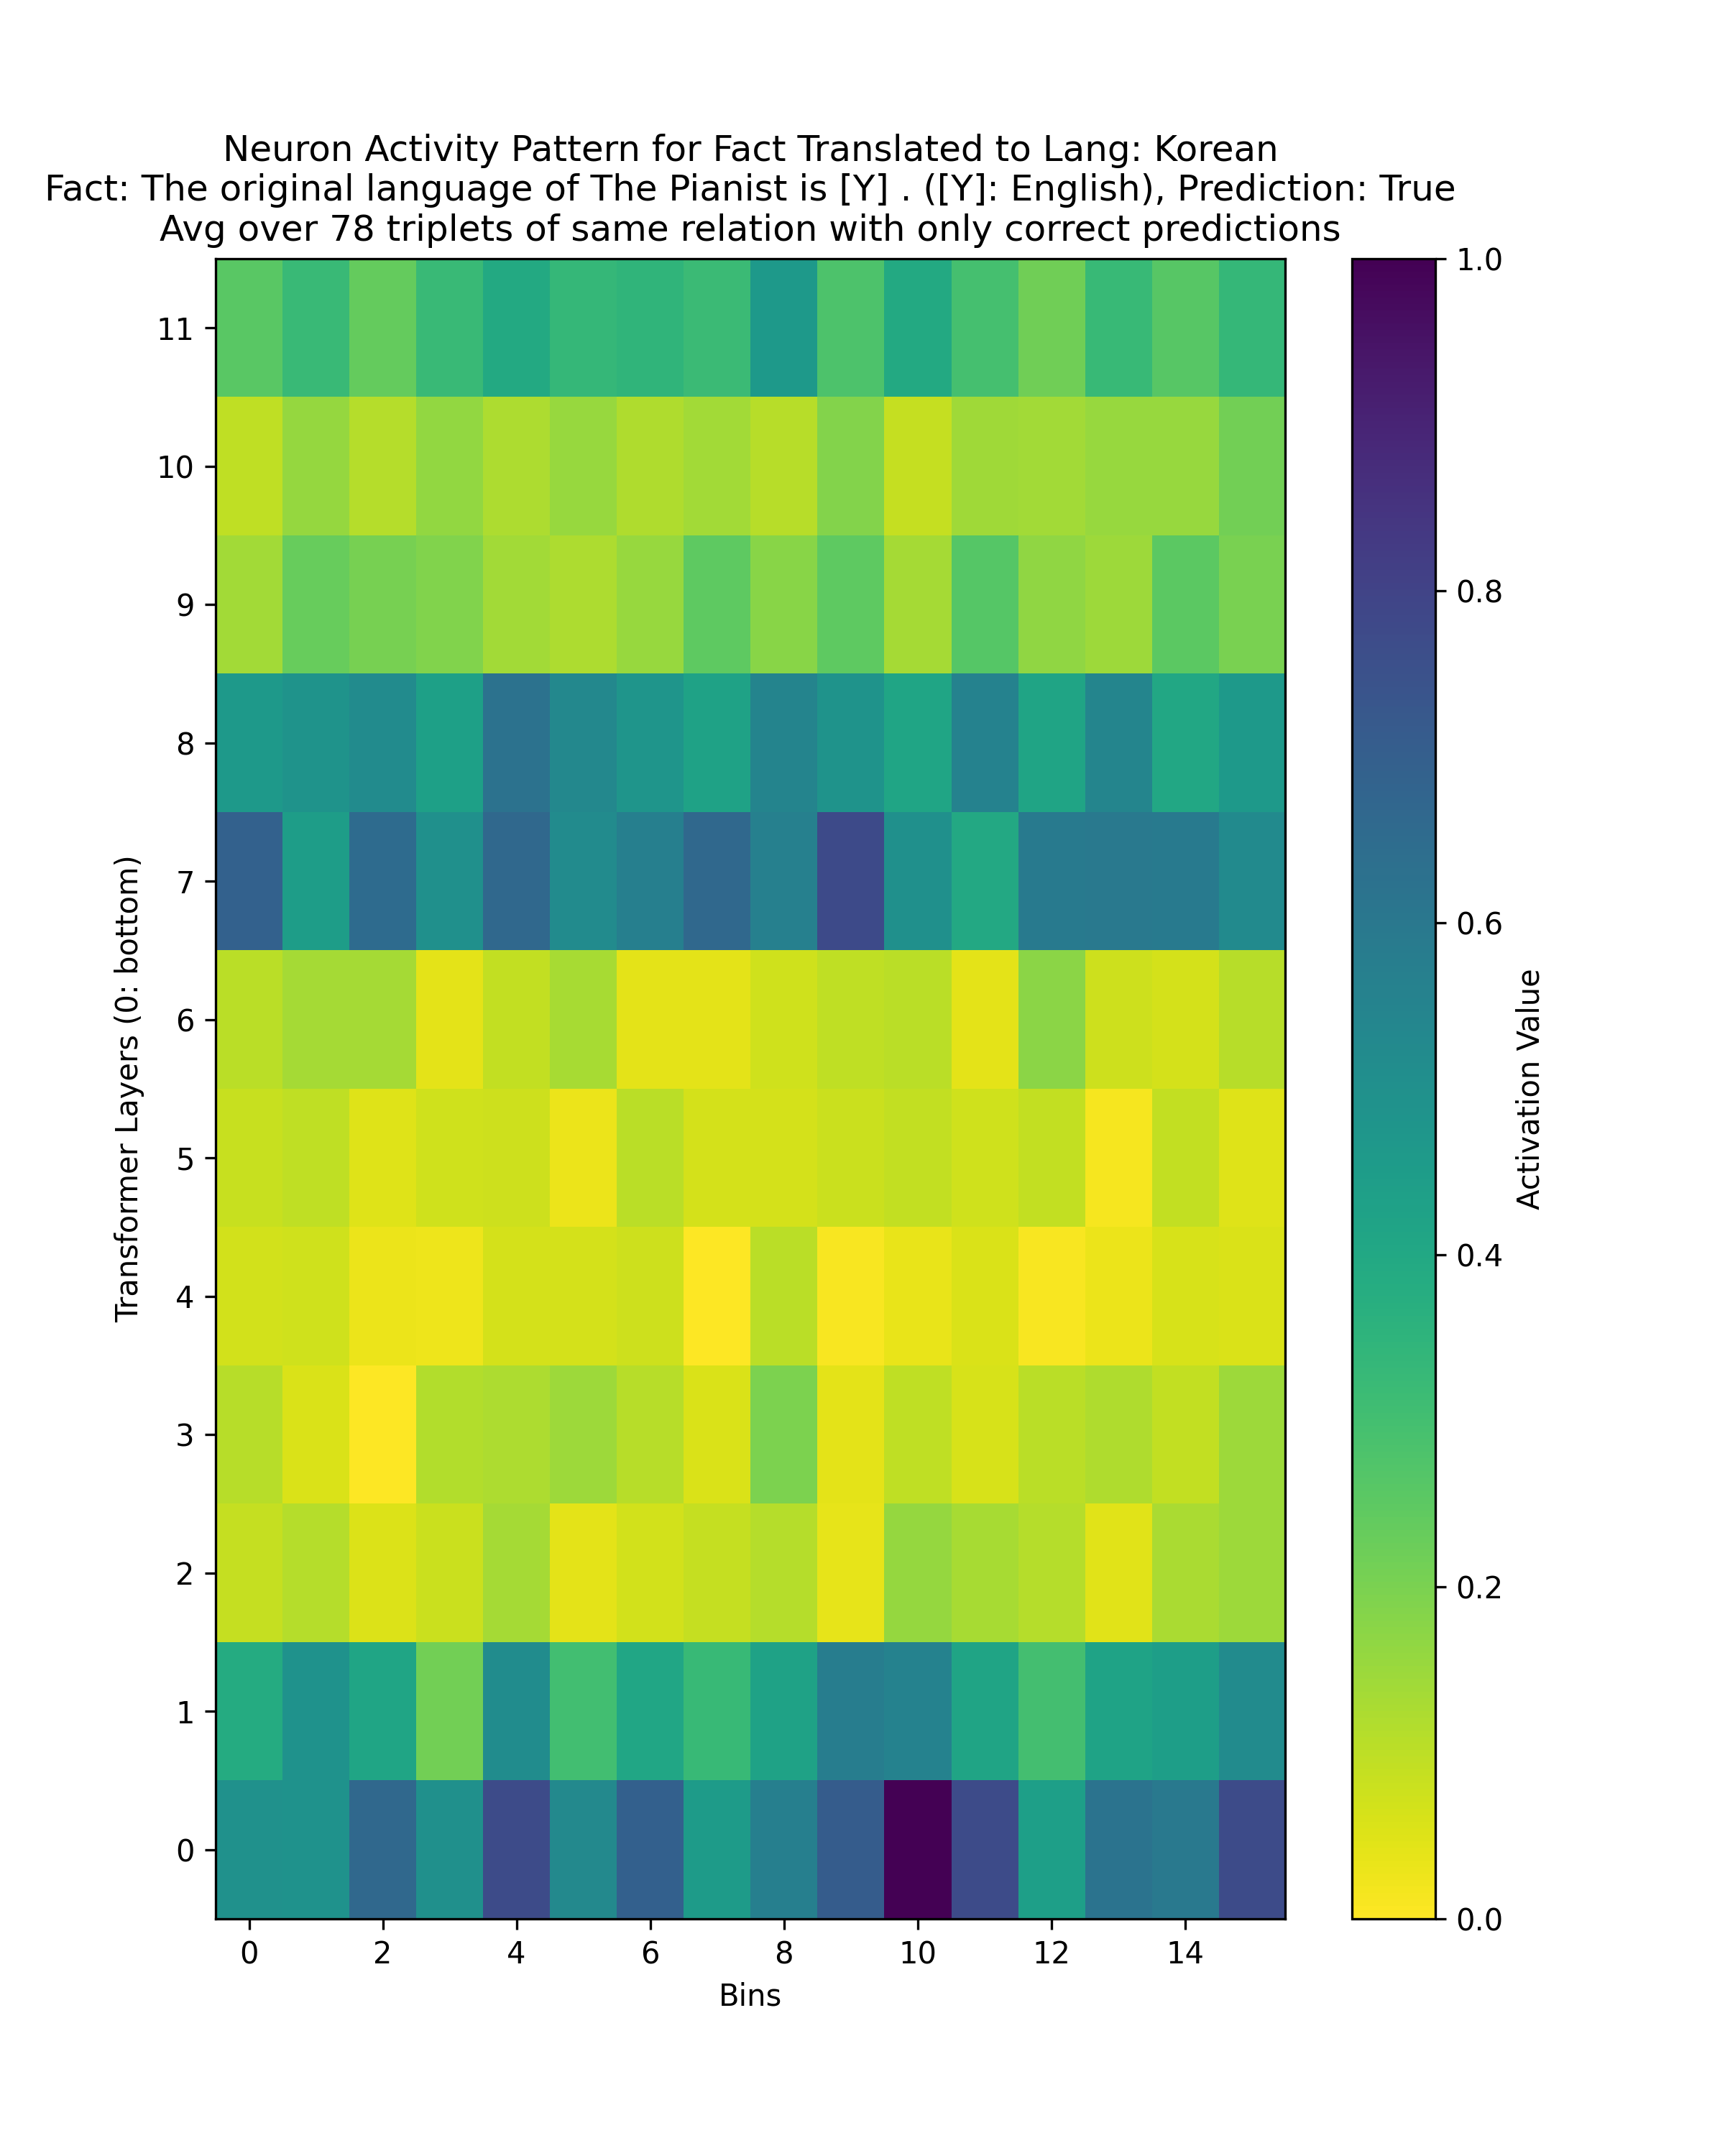 Neuron Activity Pattern for Fact Translated to Lang: Korean
Fact: The original language of The Pianist is [Y] . ([Y]: English), Prediction: True
Avg over 78 triplets of same relation with only correct predictions
11
10
9
8
7
6
5
4
3
2
1
0
Transformer Layers (0: bottom)
0 2 4 6 8 10 12 14
Bins
1.0
0.8
0.6
0.4
0.2
0.0
Activation Value